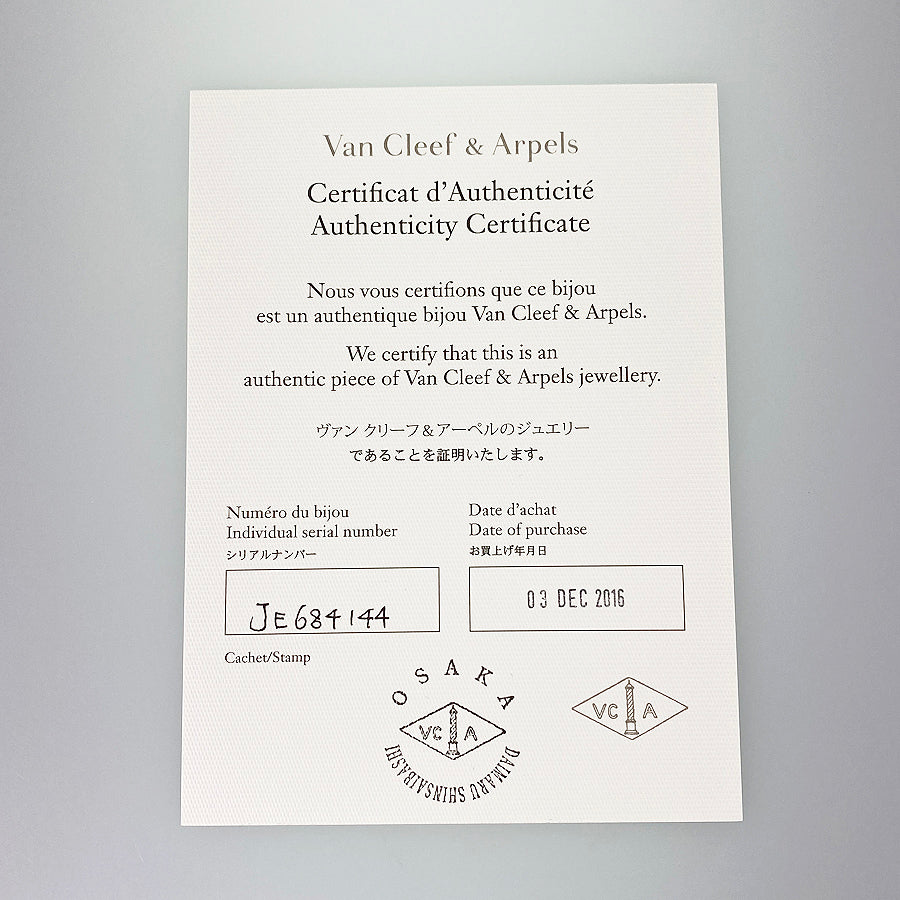 Van Cleef & Arpels
Certificat d'Authenticité
Authenticity Certificate
Nous vous certifions que ce bijou
est un authentique bijou Van Cleef & Arpels.
We certify that this is an
authentic piece of Van Cleef & Arpels jewellery.
ヴァン クリーフ&アーペルのジュエリー
であることを証明いたします。
Numéro du bijou
Individual serial number
シリアルナンバー
JE684144
Date d'achat
Date of purchase
お買上げ年月日
03 DEC 2016
Cachet/Stamp
OSAKA
VC A
DAIMARU SHINSAIBASHI
VC A